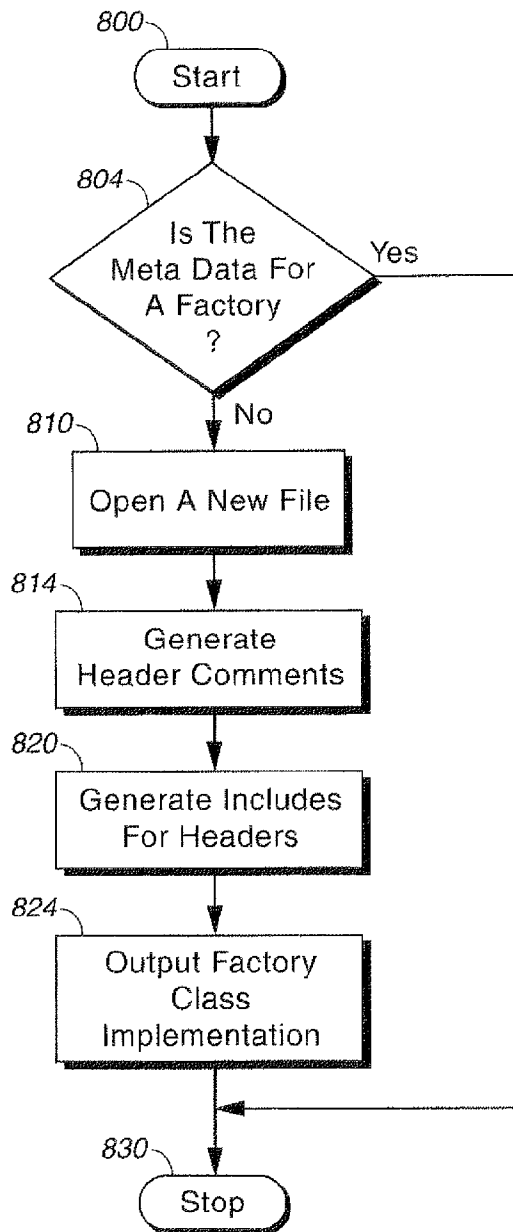 800
Start
804
Is The
Meta Data For
A Factory
?
Yes
No
810
Open A New File
814
Generate
Header Comments
820
Generate Includes
For Headers
824
Output Factory
Class
Implementation
830
Stop